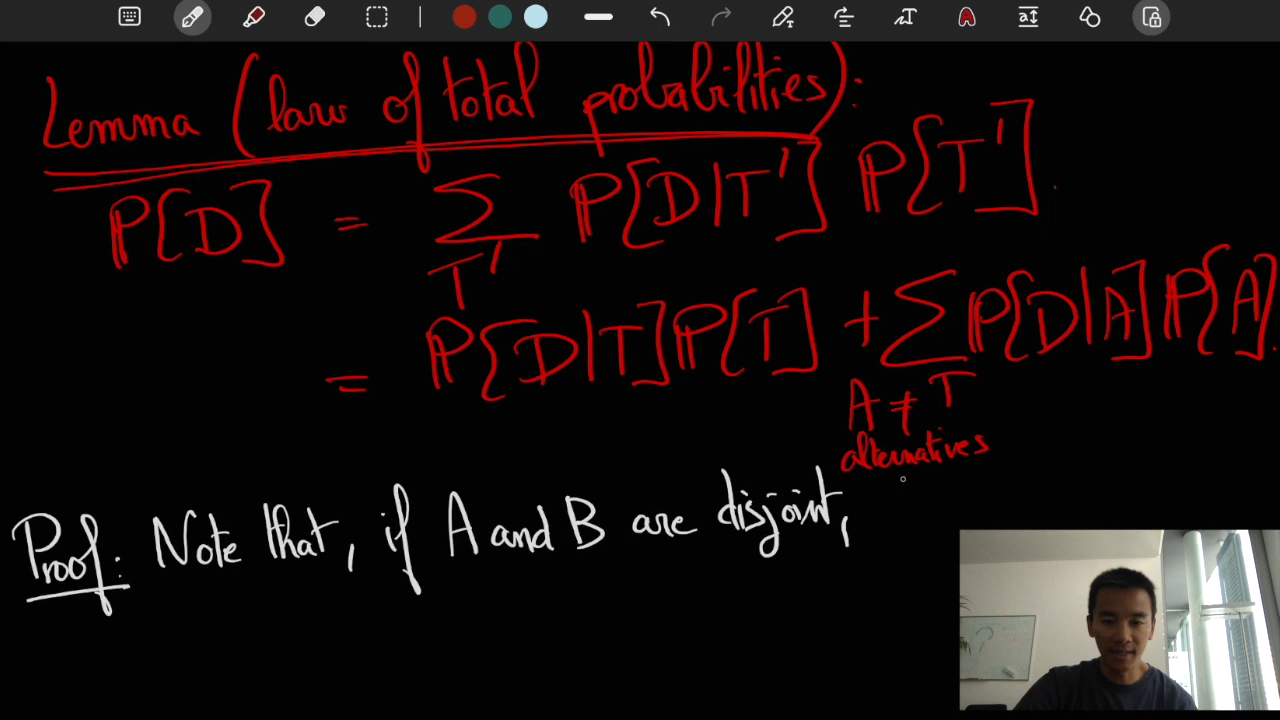 Lemma (law of total probabilities):
P[D] = ∑ P[D|T'] P[T'].
T'
= P[D|T]P[T] + ∑ P[D|A]P[A].
A ≠ T
alternatives
Proof: Note that, if A and B are disjoint,